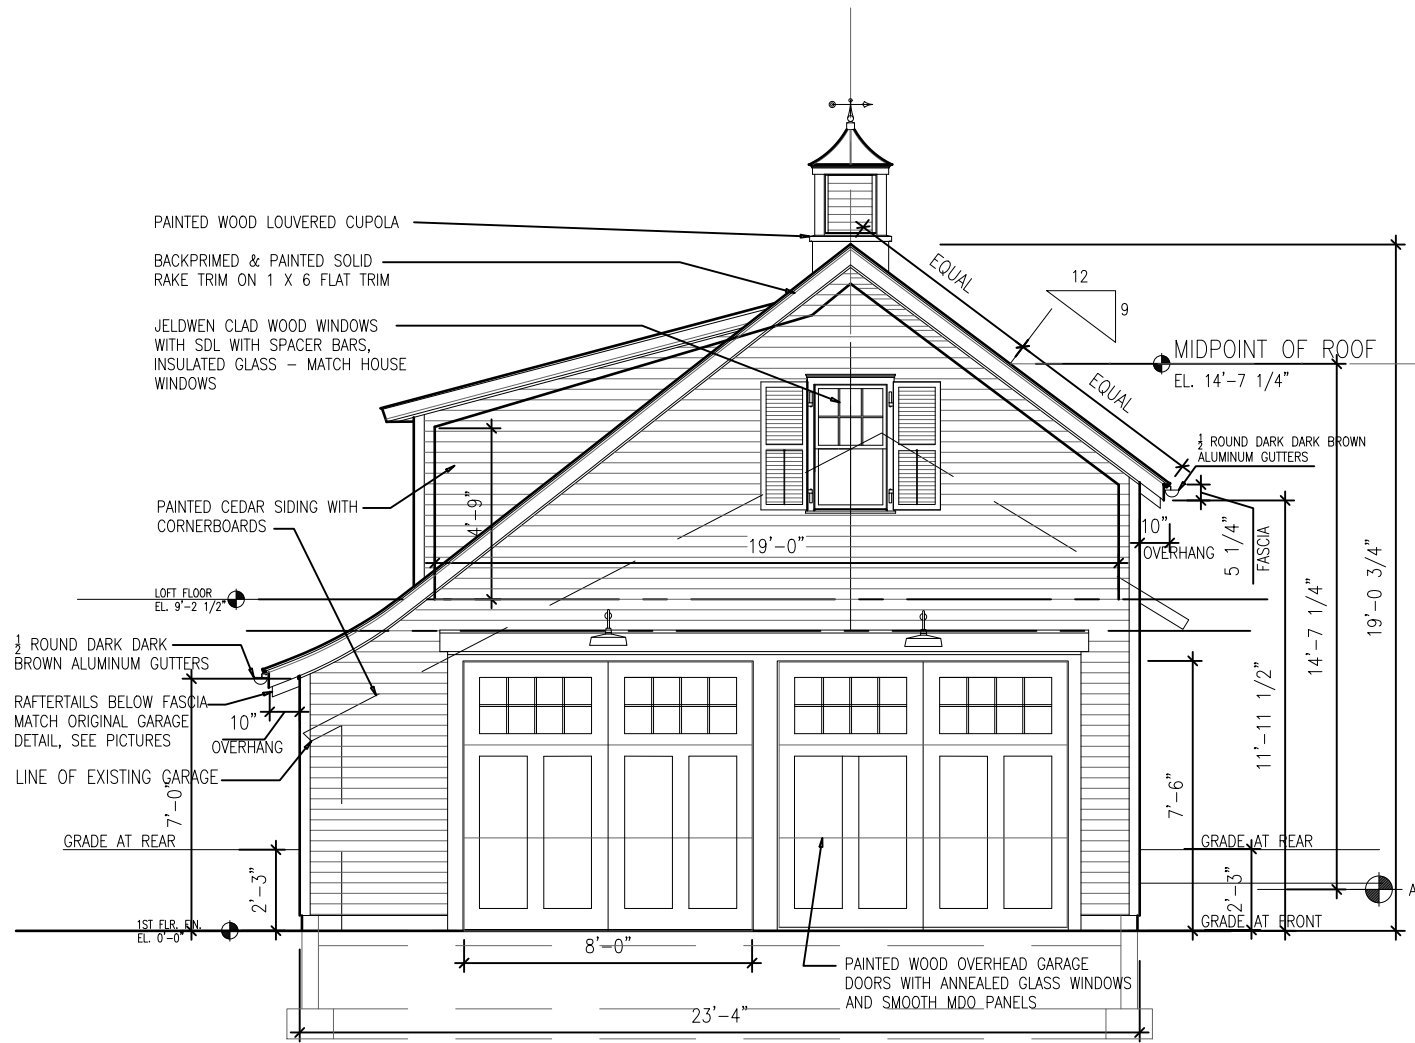 PAINTED WOOD LOUVERED CUPOLA
BACKPRIMED & PAINTED SOLID
RAKE TRIM ON 1 X 6 FLAT TRIM
JELDWEN CLAD WOOD WINDOWS
WITH SDL WITH SPACER BARS,
INSULATED GLASS – MATCH HOUSE
WINDOWS
EQUAL
12
9
MIDPOINT OF ROOF
EL. 14'-7 1/4"
EQUAL
1/2 ROUND DARK DARK BROWN
ALUMINUM GUTTERS
PAINTED CEDAR SIDING WITH
CORNERBOARDS
4'-9"
19'-0"
10"
OVERHANG
5 1/4"
FASCIA
14'-7 1/4"
19'-0 3/4"
LOFT FLOOR
EL. 9'-2 1/2"
1/2 ROUND DARK DARK
BROWN ALUMINUM GUTTERS
RAFTERTAILS BELOW FASCIA
MATCH ORIGINAL GARAGE
DETAIL, SEE PICTURES
10"
OVERHANG
LINE OF EXISTING GARAGE
7'-0"
11'-11 1/2"
7'-6"
GRADE AT REAR
2'-3"
GRADE AT REAR
2'-3"
A
GRADE AT FRONT
1ST FLR. FIN.
EL. 0'-0"
8'-0"
PAINTED WOOD OVERHEAD GARAGE
DOORS WITH ANNEALED GLASS WINDOWS
AND SMOOTH MDO PANELS
23'-4"